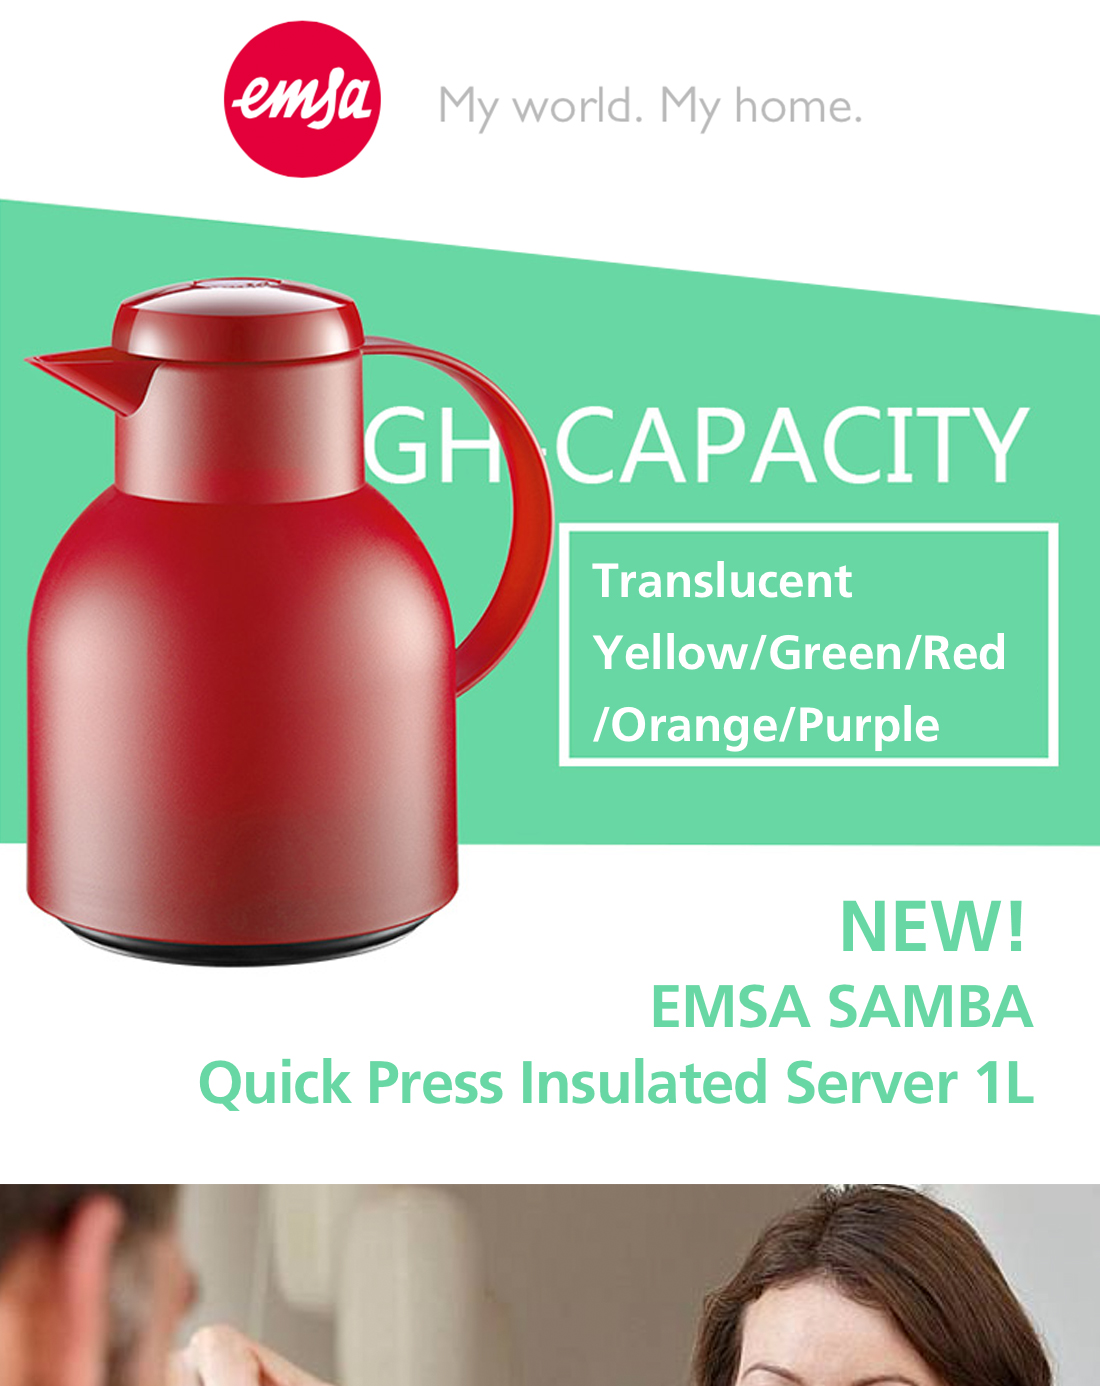 emsa
My world. My home.
GH-CAPACITY
Translucent
Yellow/Green/Red
/Orange/Purple
NEW!
EMSA SAMBA
Quick Press Insulated Server 1L